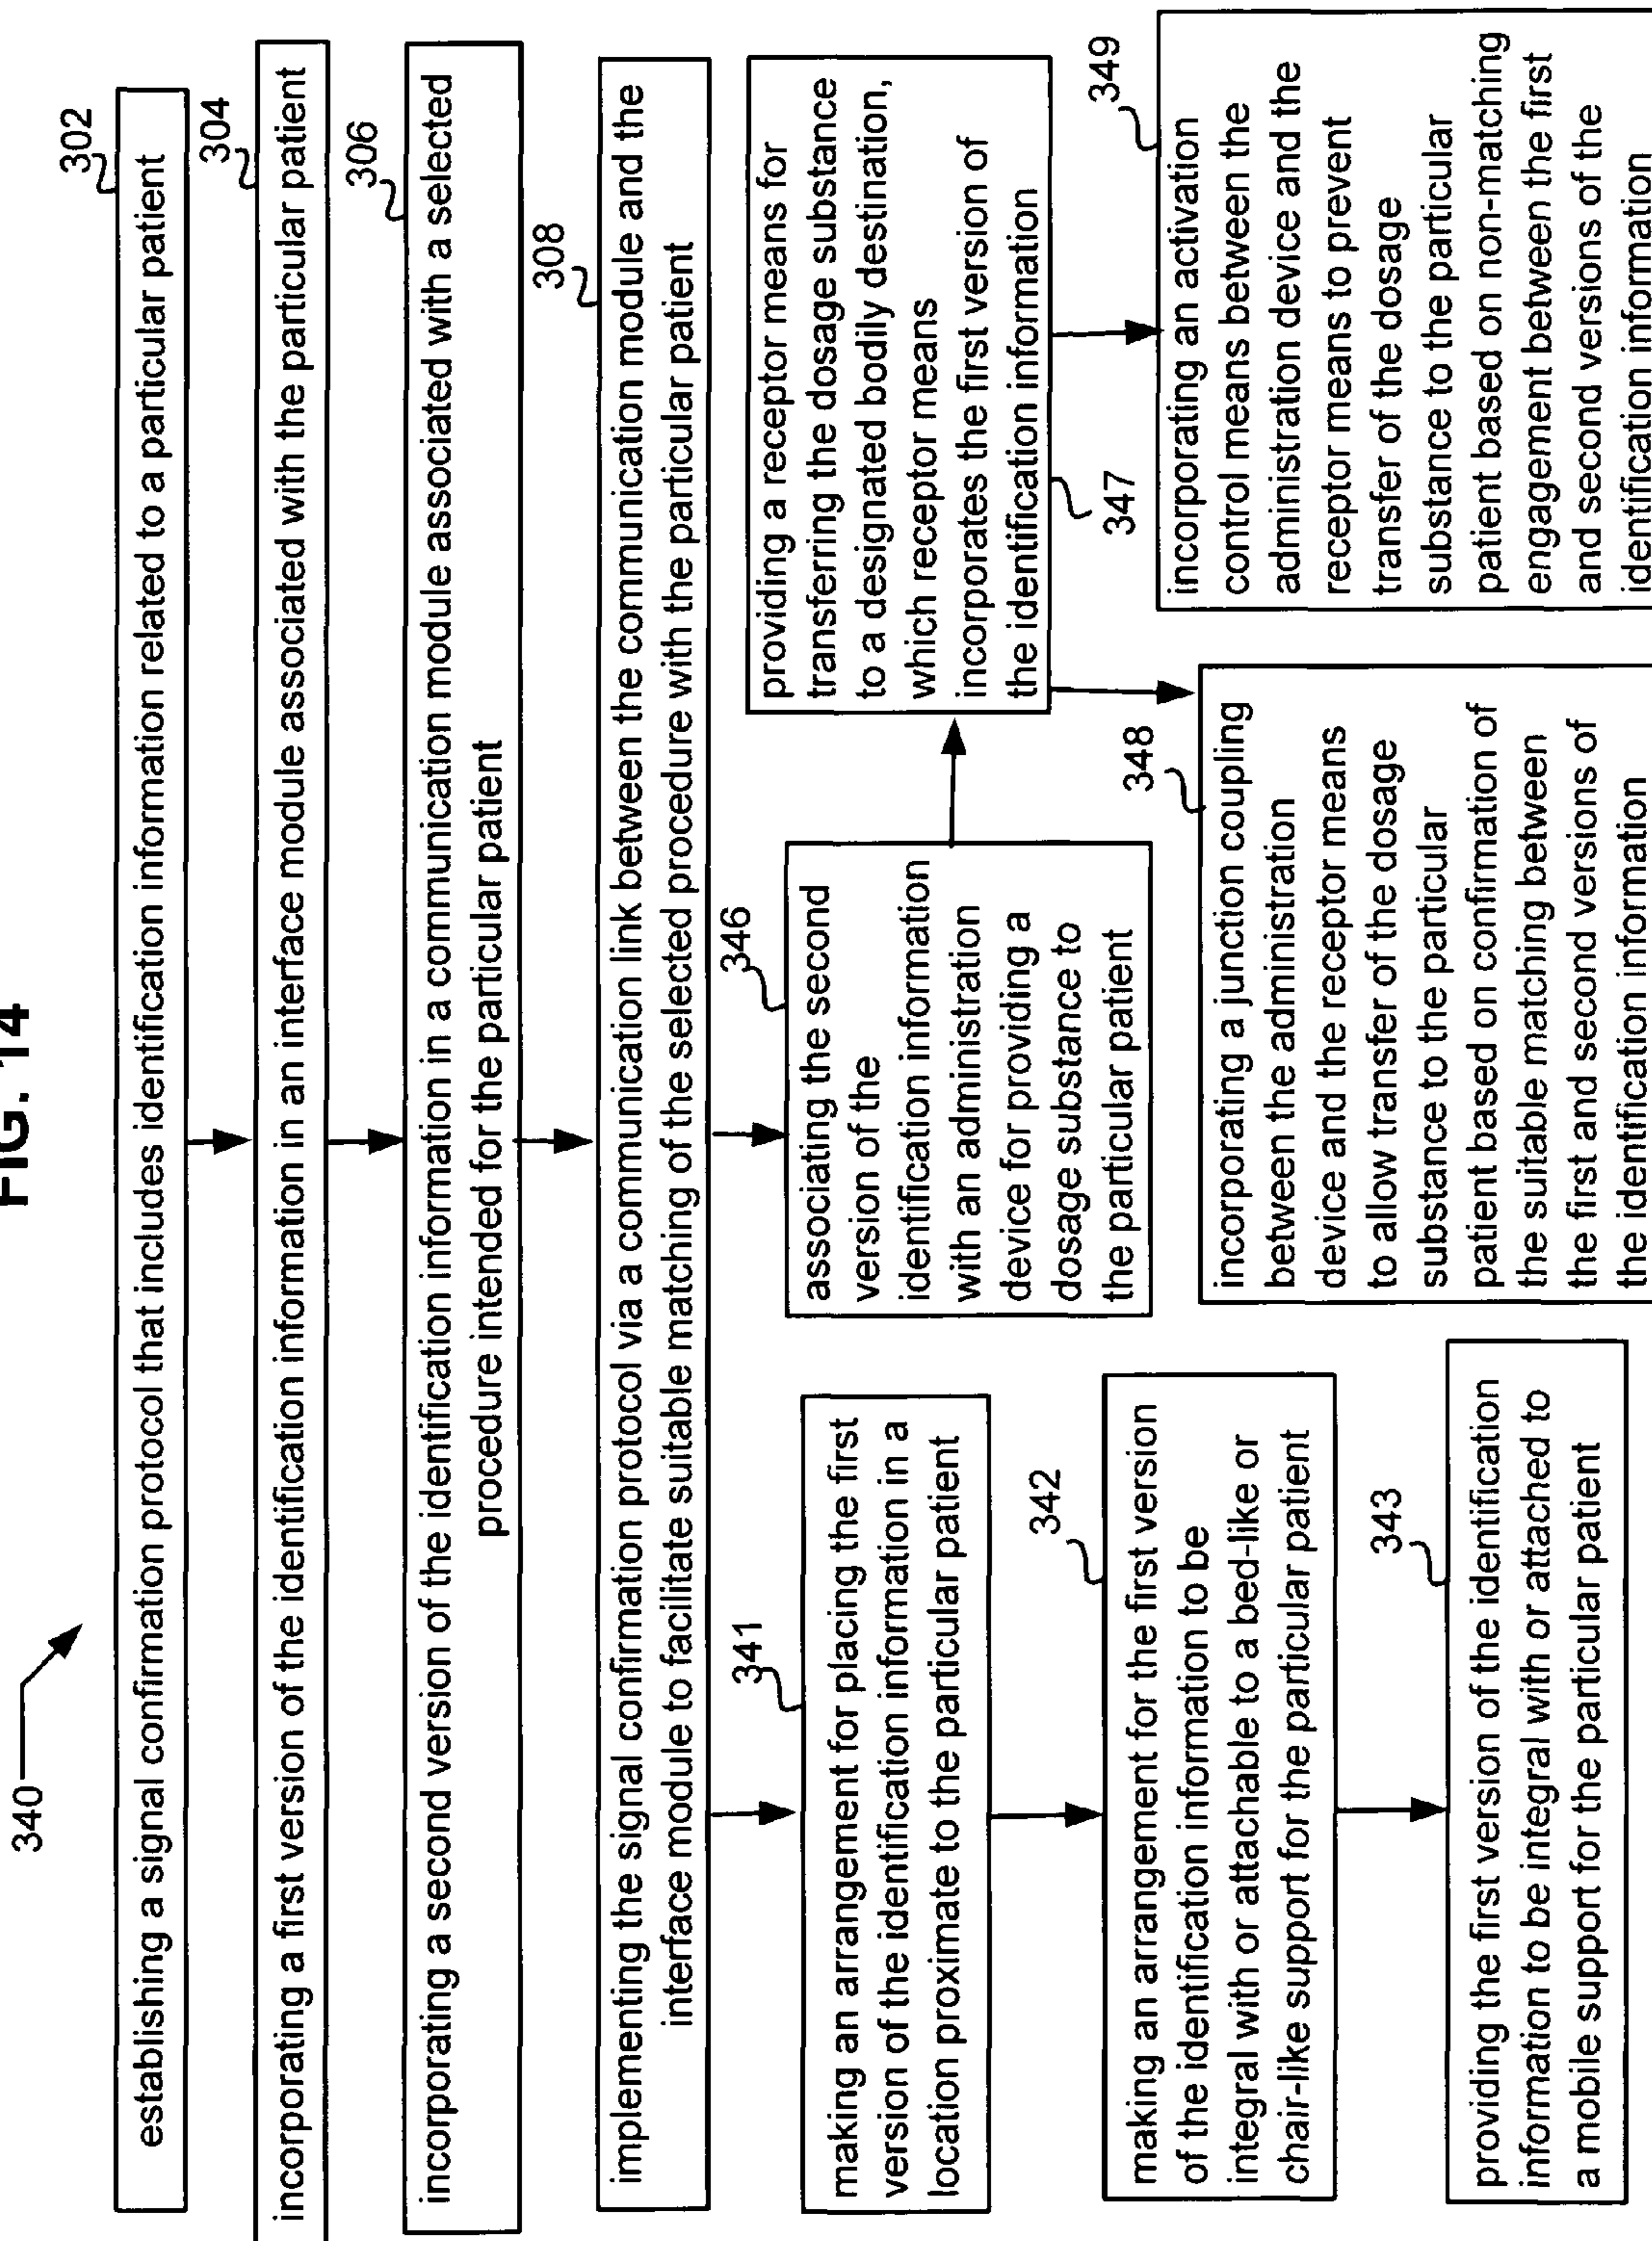 FIG. 14
340
302
establishing a signal confirmation protocol that includes identification information related to a particular patient
304
incorporating a first version of the identification information in an interface module associated with the particular patient
306
incorporating a second version of the identification information in a communication module associated with a selected
procedure intended for the particular patient
308
implementing the signal confirmation protocol via a communication link between the communication module and the
interface module to facilitate suitable matching of the selected procedure with the particular patient
341
making an arrangement for placing the first
version of the identification information in a
location proximate to the particular patient
342
making an arrangement for the first version
of the identification information to be
integral with or attachable to a bed-like or
chair-like support for the particular patient
343
providing the first version of the identification
information to be integral with or attached to
a mobile support for the particular patient
346
associating the second
version of the
identification information
with an administration
device for providing a
dosage substance to
the particular patient
providing a receptor means for
transferring the dosage substance
to a designated bodily destination,
which receptor means
incorporates the first version of
the identification information
347
348
incorporating a junction coupling
between the administration
device and the receptor means
to allow transfer of the dosage
substance to the particular
patient based on confirmation of
the suitable matching between
the first and second versions of
the identification information
349
incorporating an activation
control means between the
administration device and the
receptor means to prevent
transfer of the dosage
substance to the particular
patient based on non-matching
engagement between the first
and second versions of the
identification information